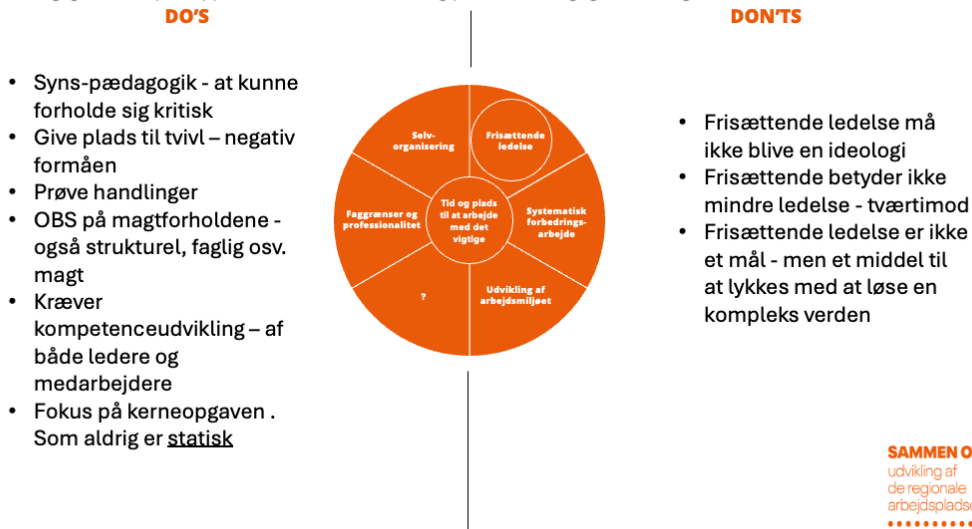 DO'S
• Syns-pædagogik - at kunne
forholde sig kritisk
• Give plads til tvivl – negativ
formåen
• Prøve handlinger
• OBS på magtforholdene -
også strukturel, faglig osv.
magt
• Kræver
kompetenceudvikling – af
både ledere og
medarbejdere
• Fokus på kerneopgaven .
Som aldrig er statisk
Selv-
organisering
Frisættende
ledelse
Faggrænser og
professionalitet
Tid og plads
til at arbejde
med det
vigtige
Systematisk
forbedrings-
arbejde
?
Udvikling af
arbejdsmiljøet
DON'TS
• Frisættende ledelse må
ikke blive en ideologi
• Frisættende betyder ikke
mindre ledelse - tværtimod
• Frisættende ledelse er ikke
et mål - men et middel til
at lykkes med at løse en
kompleks verden
SAMMEN O
udvikling af
de regionale
arbejdspladse